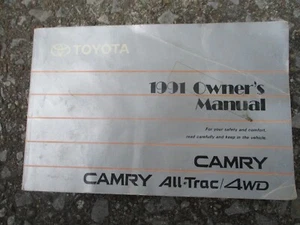 TOYOTA
1991 Owner's
Manual
For your safety and comfort,
read carefully and keep in the vehicle.
CAMRY
CAMRY All-Trac/4WD